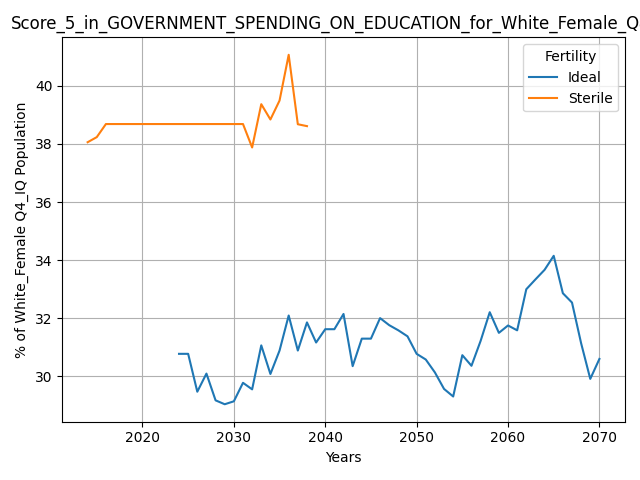 Score_5_in_GOVERNMENT_SPENDING_ON_EDUCATION_for_White_Female_Q
Fertility
Ideal
Sterile
% of White_Female Q4_IQ Population
40
38
36
34
32
30
2020 2030 2040 2050 2060 2070
Years